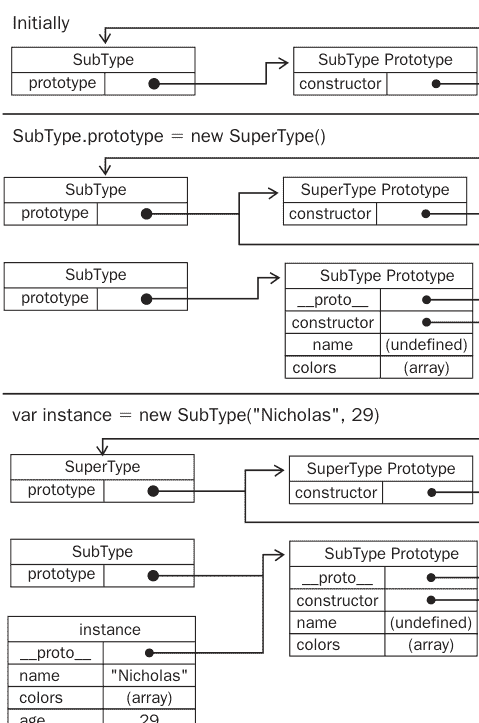 Initially
SubType
prototype
SubType Prototype
constructor
SubType.prototype = new SuperType()
SubType
prototype
SuperType Prototype
constructor
SubType
prototype
SubType Prototype
__proto__
constructor
name (undefined)
colors (array)
var instance = new SubType("Nicholas", 29)
SuperType
prototype
SuperType Prototype
constructor
SubType
prototype
SubType Prototype
__proto__
constructor
name (undefined)
colors (array)
instance
__proto__
name "Nicholas"
colors (array)
age 29